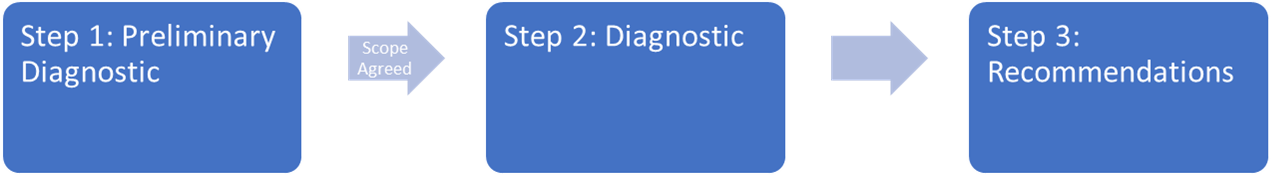 Step 1: Preliminary
Diagnostic
Scope
Agreed
Step 2: Diagnostic
Step 3:
Recommendations